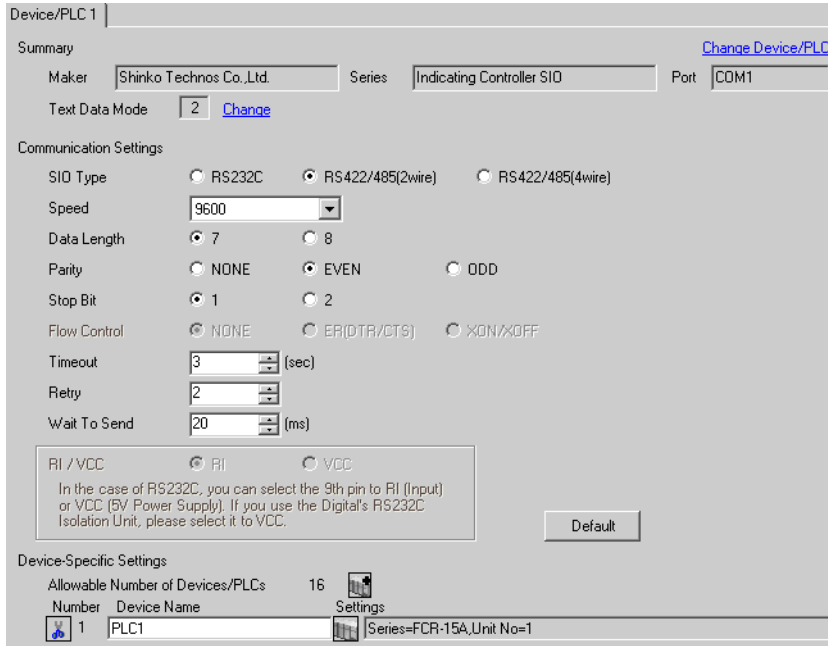 Device/PLC 1
Summary Change Device/PLC
Maker Shinko Technos Co.,Ltd. Series Indicating Controller SIO Port COM1
Text Data Mode 2 Change
Communication Settings
SIO Type RS232C RS422/485(2wire) RS422/485(4wire)
Speed 9600
Data Length 7 8
Parity NONE EVEN ODD
Stop Bit 1 2
Flow Control NONE ER(DTR/CTS) XON/XOFF
Timeout 3 (sec)
Retry 2
Wait To Send 20 (ms)
RI / VCC RI VCC
In the case of RS232C, you can select the 9th pin to RI (Input)
or VCC (5V Power Supply). If you use the Digital's RS232C
Isolation Unit, please select it to VCC.
Default
Device-Specific Settings
Allowable Number of Devices/PLCs 16
Number Device Name Settings
1 PLC1 Series=FCR-15A,Unit No=1